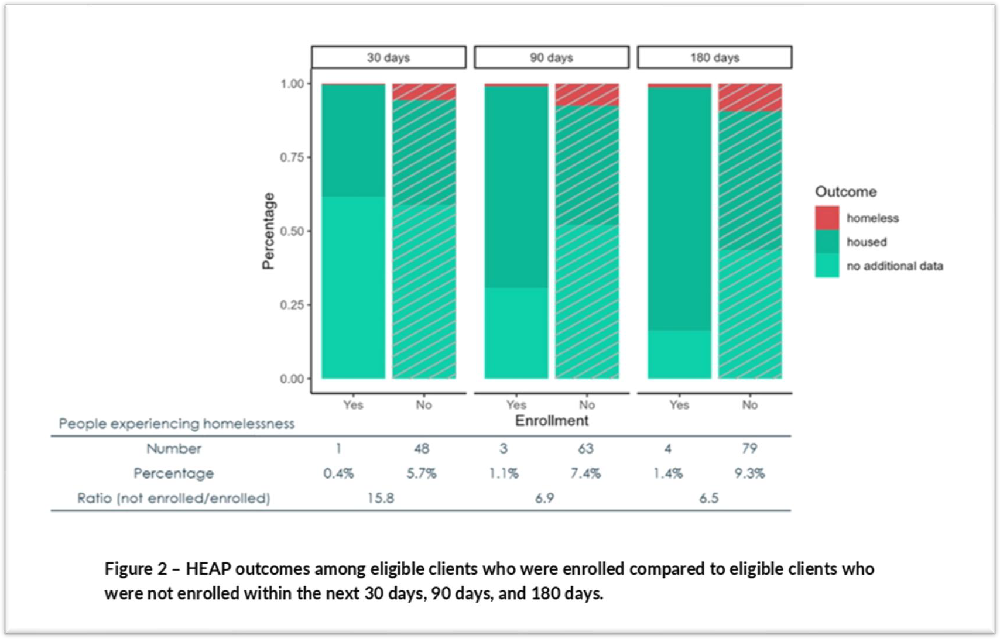 30 days 90 days 180 days
1.00
0.75
0.50
0.25
0.00
Percentage
Outcome
homeless
housed
no additional data
Yes No Yes No Yes No
Enrollment
People experiencing homelessness
Number 1 48 3 63 4 79
Percentage 0.4% 5.7% 1.1% 7.4% 1.4% 9.3%
Ratio (not enrolled/enrolled) 15.8 6.9 6.5
Figure 2 – HEAP outcomes among eligible clients who were enrolled compared to eligible clients who
were not enrolled within the next 30 days, 90 days, and 180 days.